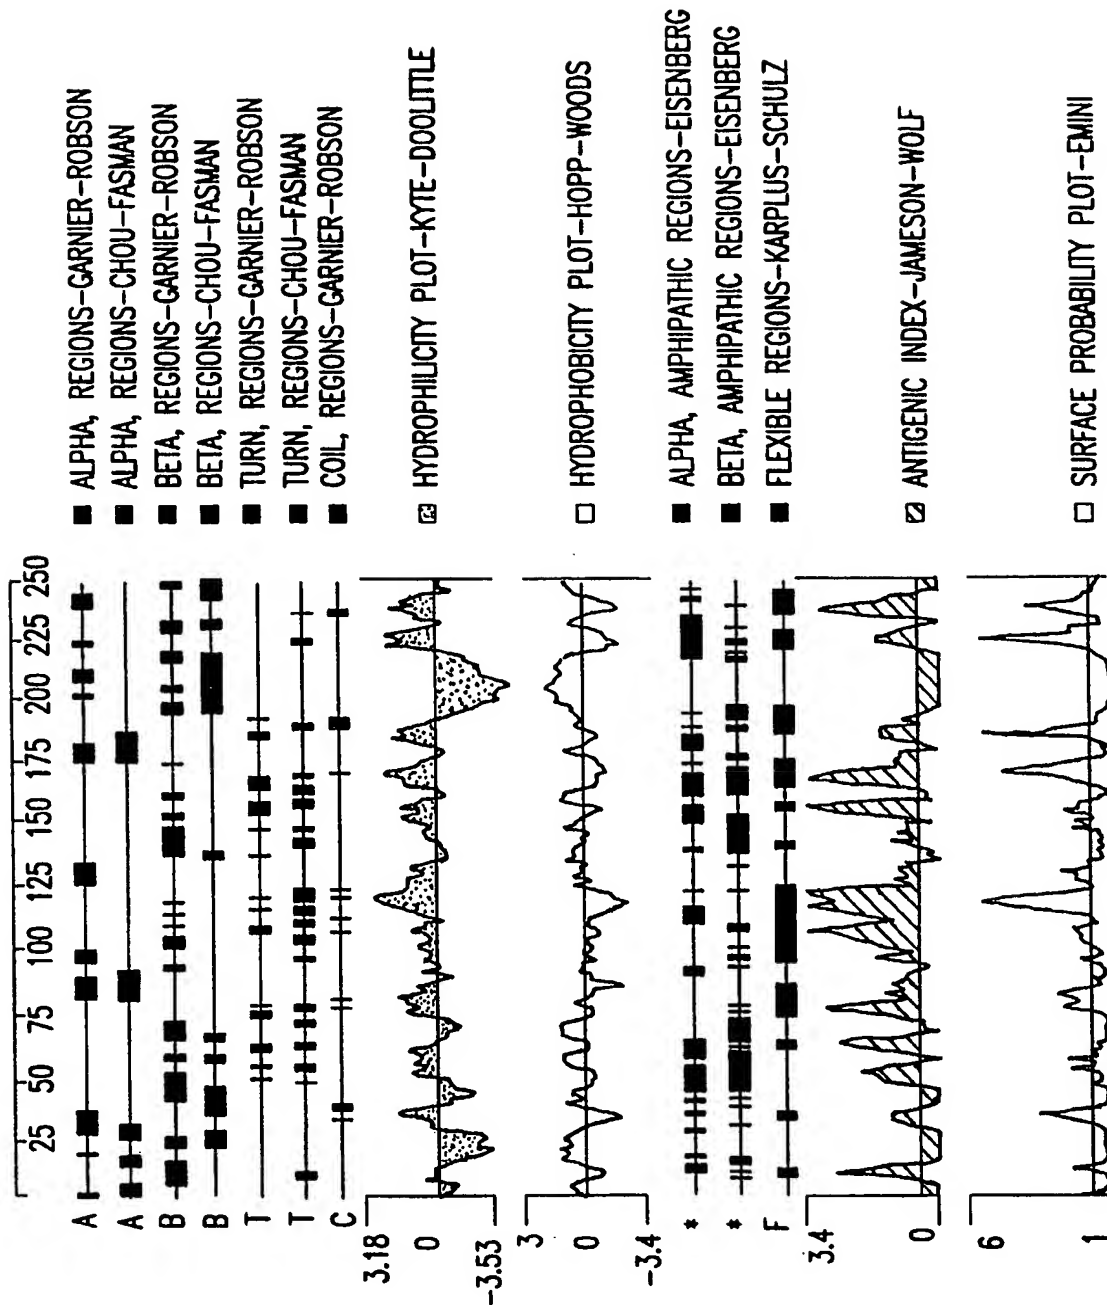 25 50 75 100 125 150 175 200 225 250
A ■ ALPHA, REGIONS-GARNIER-ROBSON
A ■ ALPHA, REGIONS-CHOU-FASMAN
B ■ BETA, REGIONS-GARNIER-ROBSON
B ■ BETA, REGIONS-CHOU-FASMAN
T ■ TURN, REGIONS-GARNIER-ROBSON
T ■ TURN, REGIONS-CHOU-FASMAN
C ■ COIL, REGIONS-GARNIER-ROBSON
3.18
0
-3.53
HYDROPHILICITY PLOT-KYTE-DOOLITTLE
3
0
-3.4
□ HYDROPHOBICITY PLOT-HOPP-WOODS
* ■ ALPHA, AMPHIPATHIC REGIONS-EISENBERG
* ■ BETA, AMPHIPATHIC REGIONS-EISENBERG
F ■ FLEXIBLE REGIONS-KARPLUS-SCHULZ
3.4
0
ANTIGENIC INDEX-JAMESON-WOLF
6
1
□ SURFACE PROBABILITY PLOT-EMINI